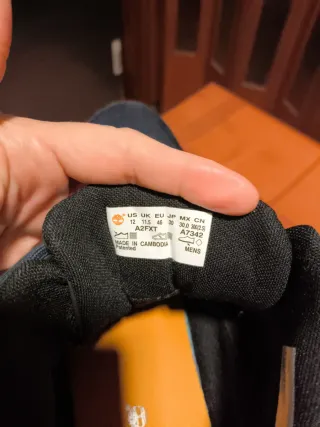 US UK EU JP MX CN
12 11.5 46 30 30.0 300/2.5
A2FXT A7342
MADE IN CAMBODIA
Patented MENS